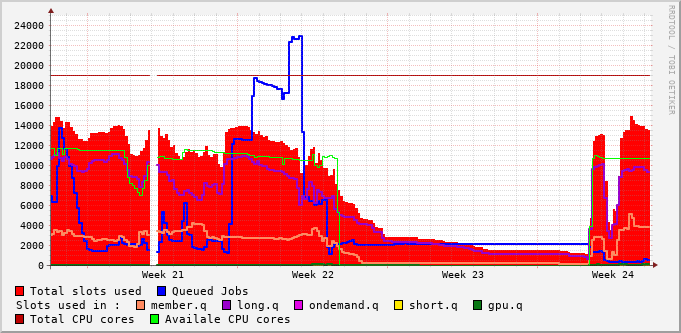 24000
22000
20000
18000
16000
14000
12000
10000
8000
6000
4000
2000
0
Week 21 Week 22 Week 23 Week 24
Total slots used Queued Jobs
Slots used in : member.q long.q ondemand.q short.q gpu.q
Total CPU cores Availale CPU cores
RRDTOOL / TOBI OETIKER